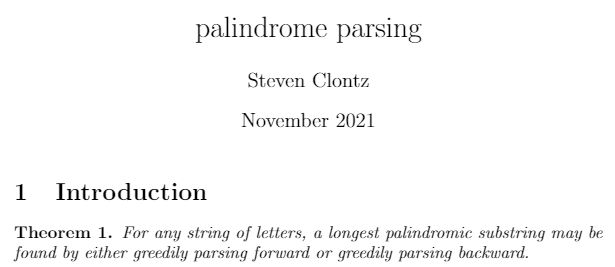 palindrome parsing
Steven Clontz
November 2021
1 Introduction
Theorem 1. For any string of letters, a longest palindromic substring may be
found by either greedily parsing forward or greedily parsing backward.